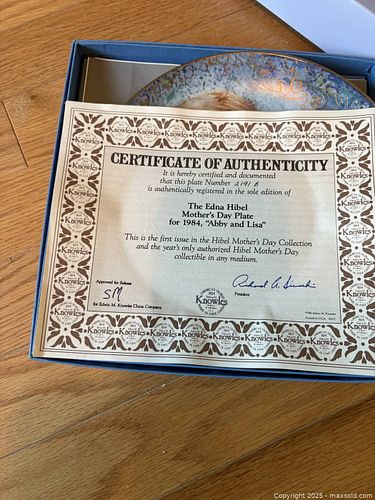 CERTIFICATE OF AUTHENTICITY
It is hereby certified and documented
that this plate Number 2191 B
is authentically registered in the sole edition of
The Edna Hibel
Mother's Day Plate
for 1984, "Abby and Lisa"
This is the first issue in the Hibel Mother's Day Collection
and the year's only authorized Hibel Mother's Day
collectible in any medium.
Approved for Release
SM
for Edwin M. Knowles China Company
President
Knowles
Copyright © 2025 - maxsold.com